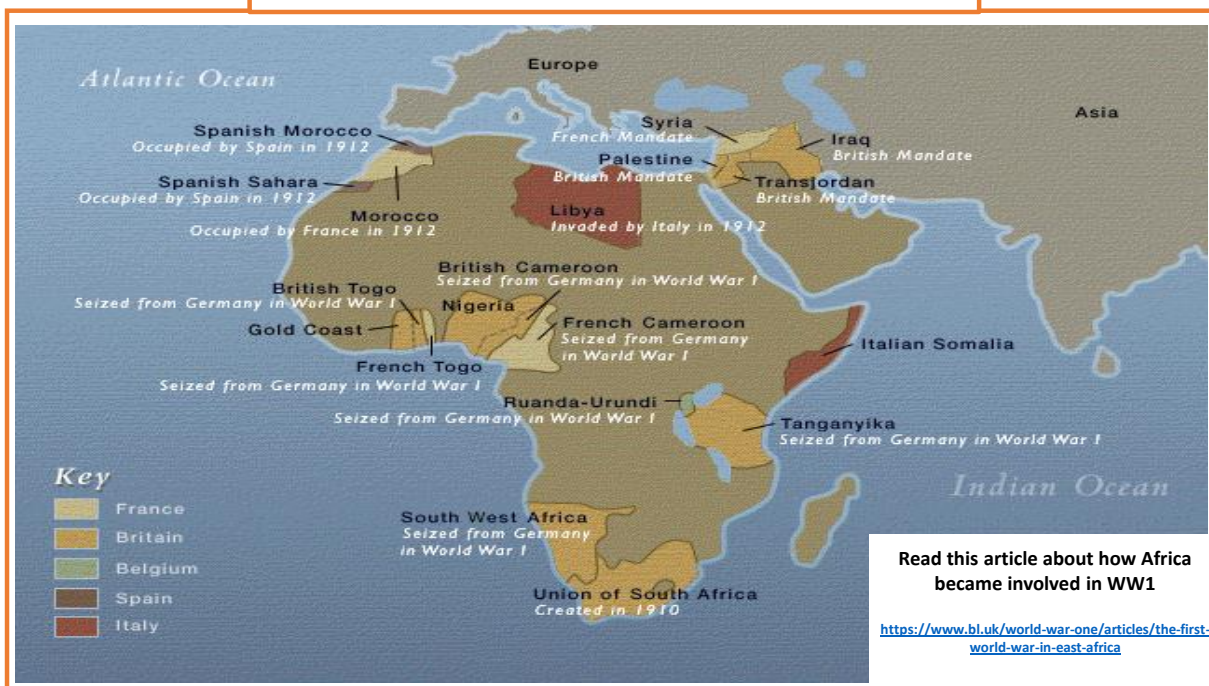 Atlantic Ocean
Europe
Asia
Spanish Morocco
Occupied by Spain in 1912
Syria
French Mandate
Iraq
British Mandate
Palestine
British Mandate
Spanish Sahara
Occupied by Spain in 1912
Transjordan
British Mandate
Morocco
Occupied by France in 1912
Libya
Invaded by Italy in 1912
British Cameroon
Seized from Germany in World War 1
British Togo
Seized from Germany in World War 1
Nigeria
Gold Coast
French Cameroon
Seized from Germany
in World War 1
Italian Somalia
French Togo
Seized from Germany in World War 1
Ruanda-Urundi
Seized from Germany in World War 1
Tanganyika
Seized from Germany in World War 1
Key
France
Britain
Belgium
Spain
Italy
Indian Ocean
South West Africa
Seized from Germany
in World War 1
Union of South Africa
Created in 1910
Read this article about how Africa
became involved in WW1
https://www.bl.uk/world-war-one/articles/the-first-
world-war-in-east-africa